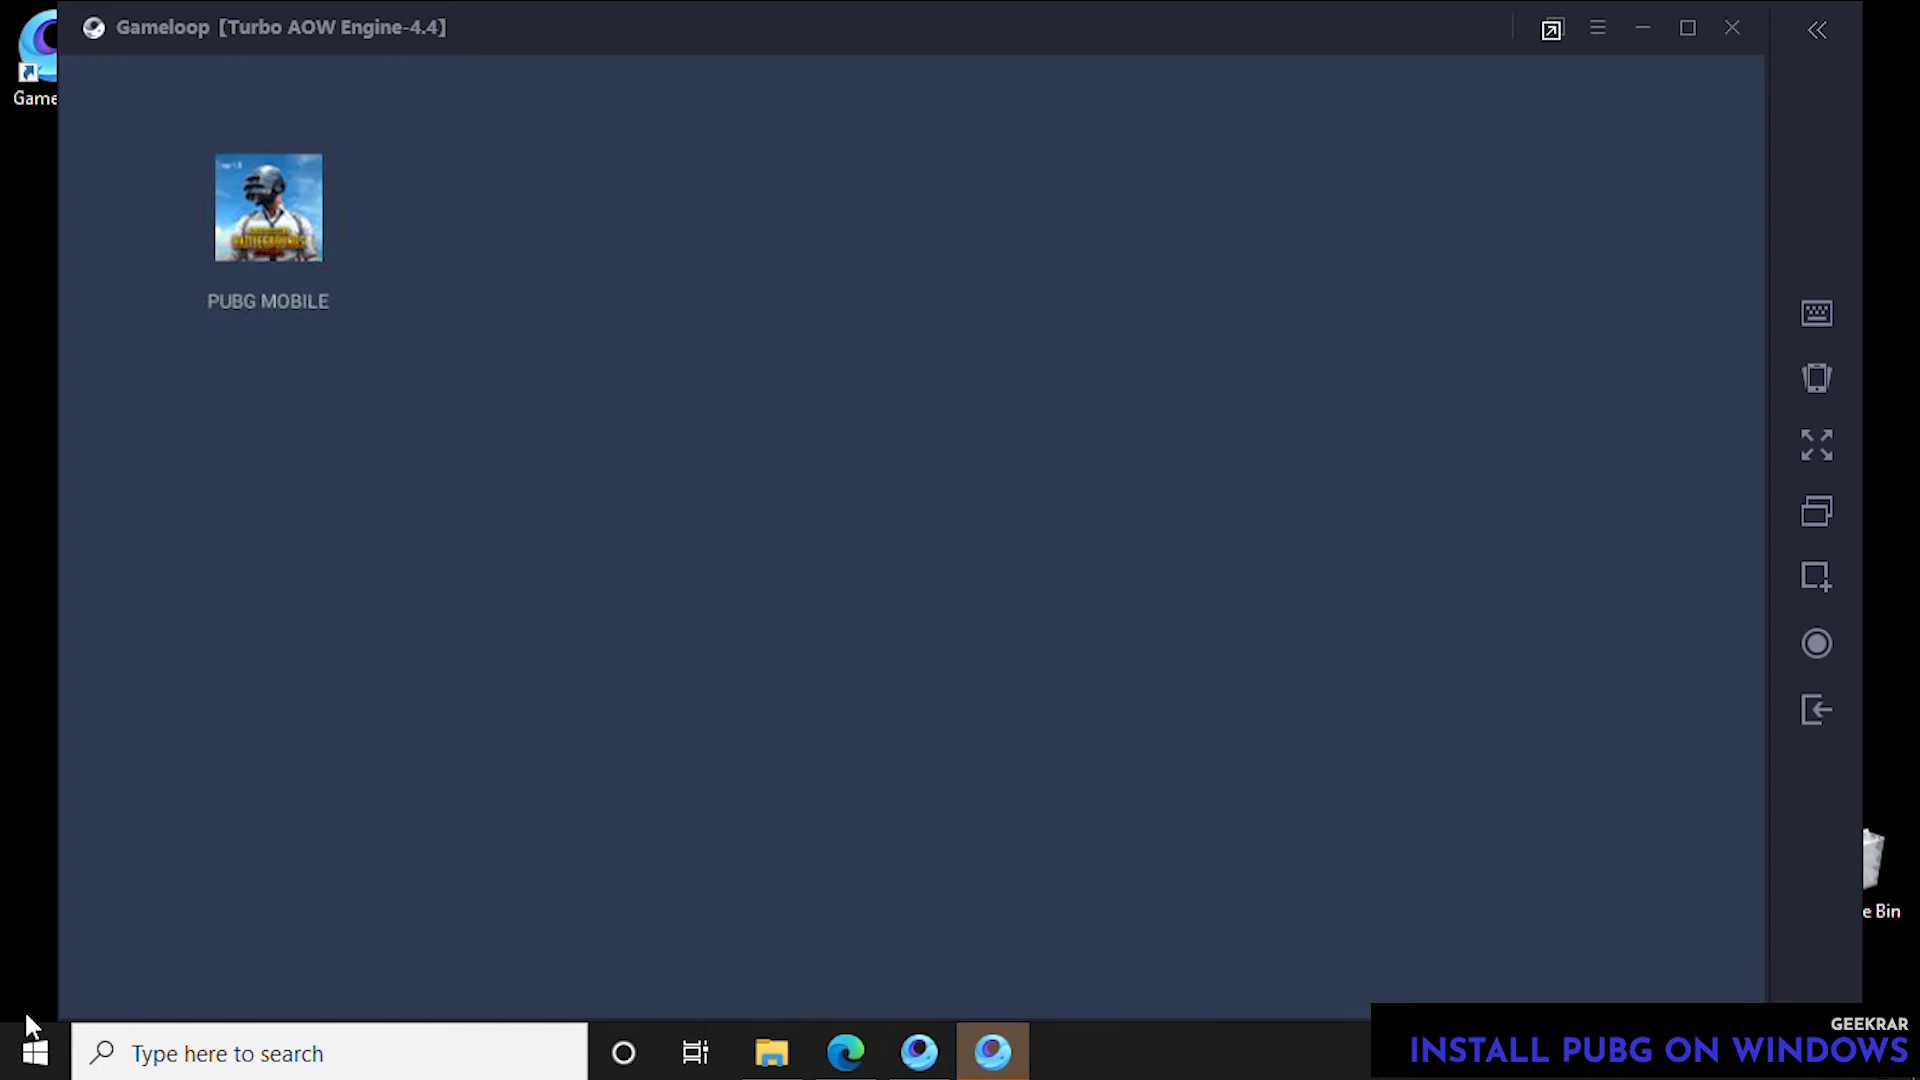 Gameloop [Turbo AOW Engine-4.4]
Game
BATTLEGROUNDS
PUBG MOBILE
e Bin
Type here to search
GEEKRAR
INSTALL PUBG ON WINDOWS